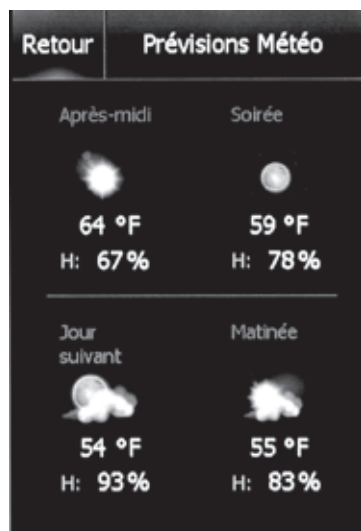 Retour
Prévisions Météo
Après-midi
Soirée
64 °F
59 °F
H: 67%
H: 78%
Jour
suivant
Matinée
54 °F
55 °F
H: 93%
H: 83%